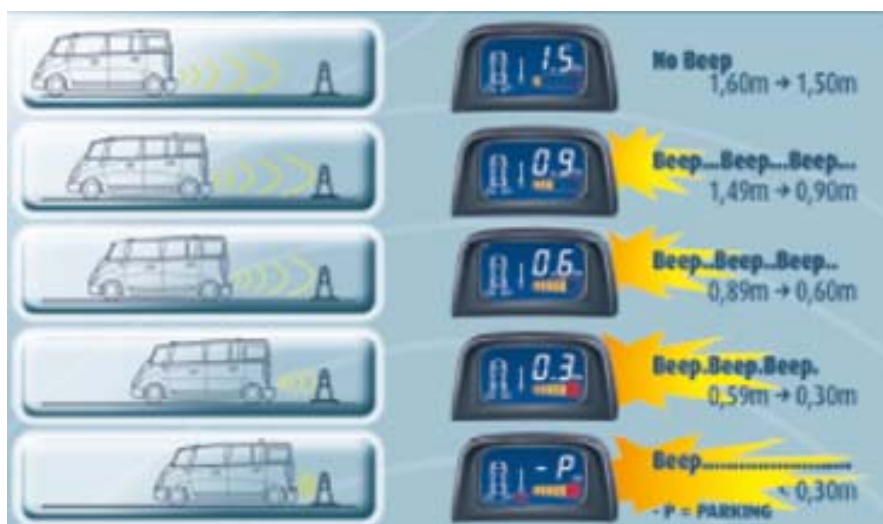 1.5
No Beep
1,60m → 1,50m
0.9
Beep...Beep...Beep...
1,49m → 0,90m
0.6
Beep..Beep..Beep..
0,89m → 0,60m
0.3
Beep.Beep.Beep.
0,59m → 0,30m
-P
Beep........................
0,30m
- P = PARKING